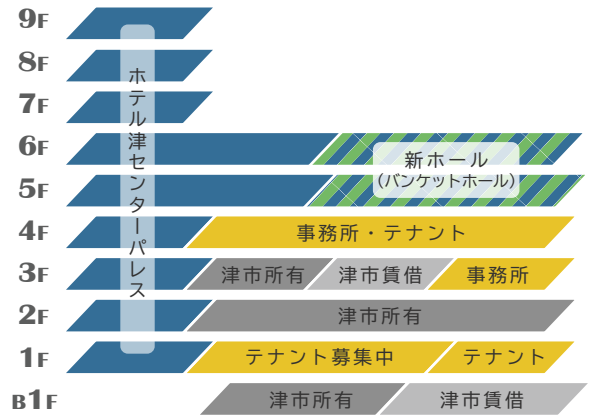 9F
8F
7F
6F
新ホール
(バンケットホール)
5F
4F
事務所・テナント
3F
津市所有
津市賃借
事務所
2F
津市所有
1F
テナント募集中
テナント
B1F
津市所有
津市賃借
ホテル津センターパレス